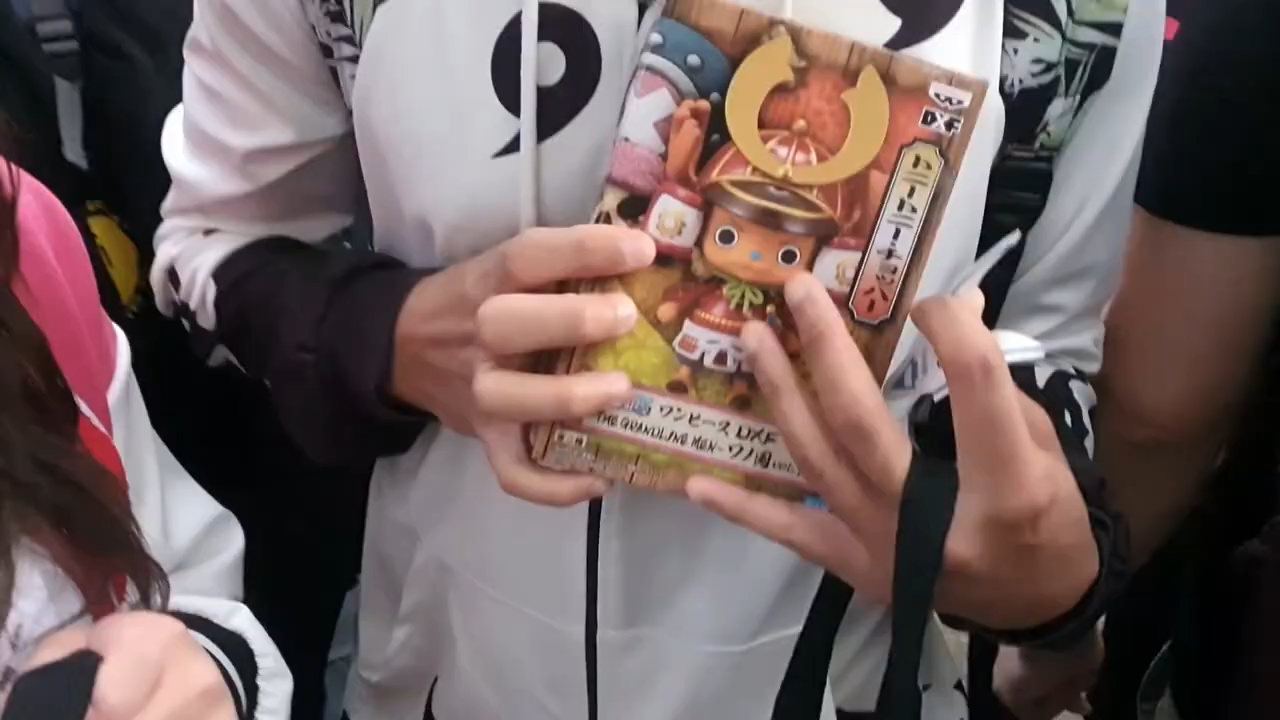 DXF
トニートニー・チョッパー
ワンピース DXF
THE GRANDLINE MEN-ワノ国 vol.